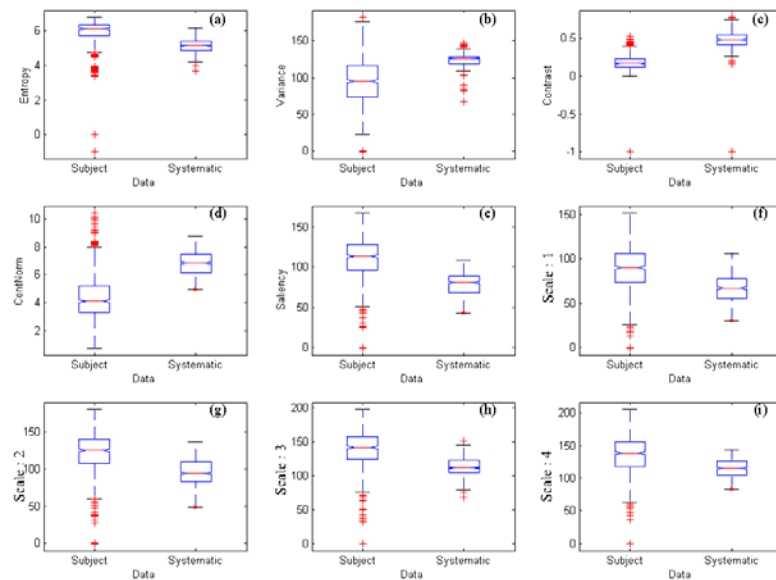 (a)
6
4
2
0
Entropy
Subject Systematic
Data
(b)
150
100
50
0
Variance
Subject Systematic
Data
(c)
0.5
0
-0.5
-1
Contrast
Subject Systematic
Data
(d)
10
8
6
4
2
ContNorm
Subject Systematic
Data
(e)
150
100
50
0
Saliency
Subject Systematic
Data
(f)
150
100
50
0
Scale : 1
Subject Systematic
Data
(g)
150
100
50
0
Scale : 2
Subject Systematic
Data
(h)
200
150
100
50
0
Scale : 3
Subject Systematic
Data
(i)
200
150
100
50
0
Scale : 4
Subject Systematic
Data